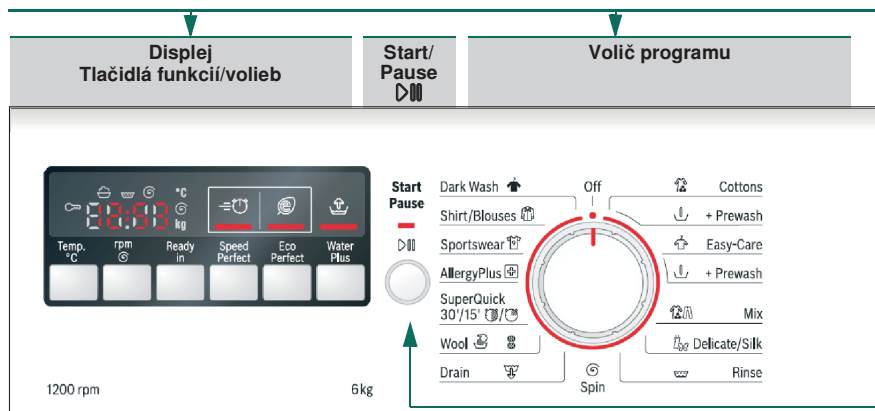 Displej
Tlačidlá funkcií/volieb
Start/
Pause
Volič programu
°C
kg
Temp.
°C
rpm
Ready
in
Speed
Perfect
Eco
Perfect
Water
Plus
1200 rpm
6 kg
Start
Pause
Dark Wash
Shirt/Blouses
Sportswear
AllergyPlus
SuperQuick
30'/15' /
Wool
Drain
Off
Spin
Cottons
+ Prewash
Easy-Care
+ Prewash
Mix
Delicate/Silk
Rinse